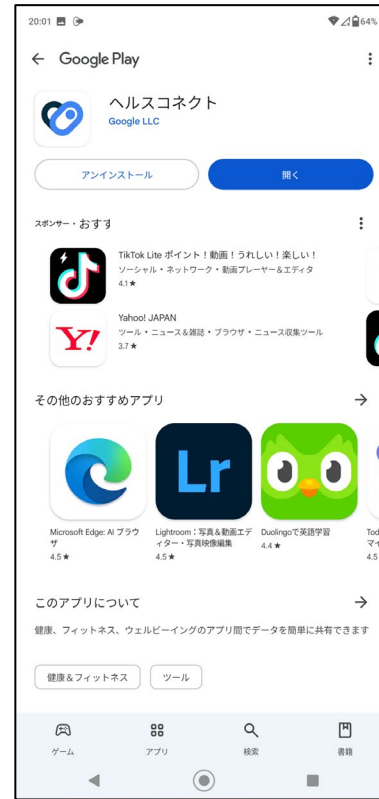 20:01
64%
Google Play
ヘルスコネクト
Google LLC
アンインストール
開く
スポンサー・おすす
TikTok Lite ポイント！動画！うれしい！楽しい！
ソーシャル・ネットワーク・動画プレーヤー＆エディタ
4.1★
Yahoo! JAPAN
ツール・ニュース＆雑誌・ブラウザ・ニュース収集ツール
3.7★
その他のおすすめアプリ
Lr
Microsoft Edge: AI ブラウ
ザ
4.5★
Lightroom：写真＆動画エデ
ィター・写真映像編集
4.5★
Duolingoで英語学習
4.4★
Tod
マイ
4.5
このアプリについて
健康、フィットネス、ウェルビーイングのアプリ間でデータを簡単に共有できます
健康＆フィットネス
ツール
ゲーム
アプリ
検索
書籍